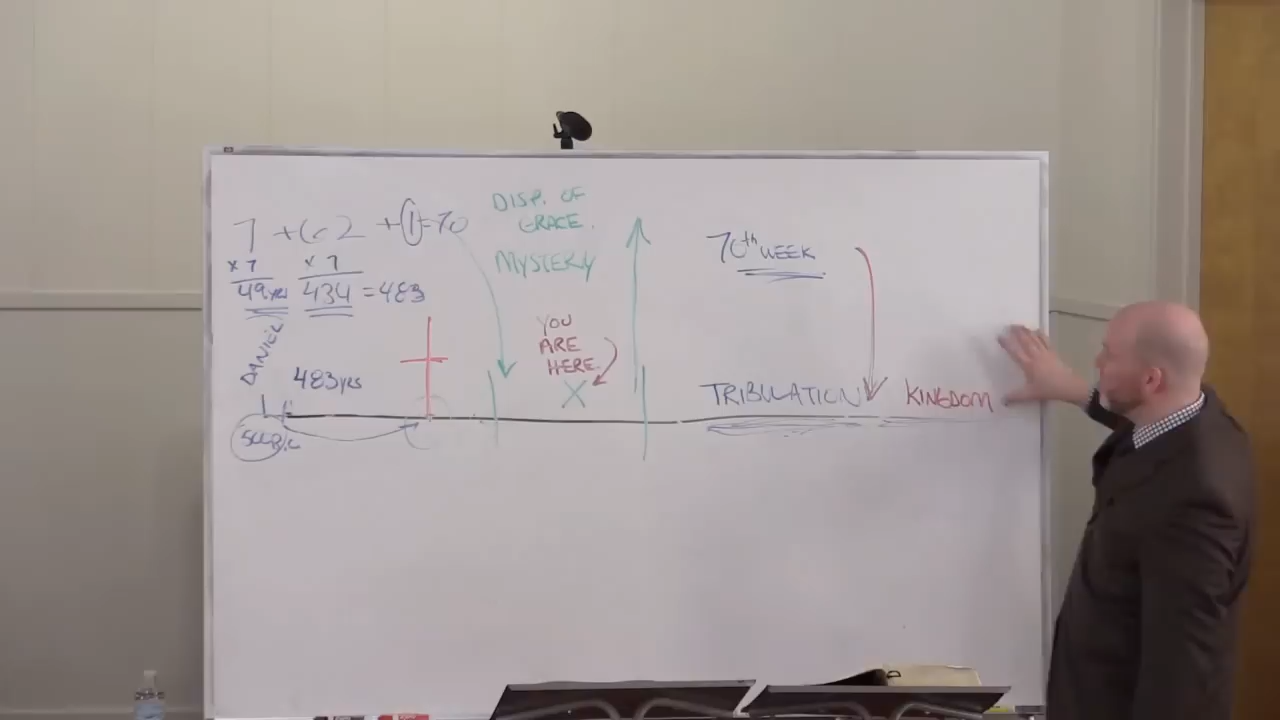 7 + 62 + 1 = 70
x 7 x 7
49yrs 434 = 483
DANIEL
483yrs
500B/C
DISP. OF
GRACE.
MYSTERY
YOU
ARE
HERE
X
70th WEEK
TRIBULATION
KINGDOM